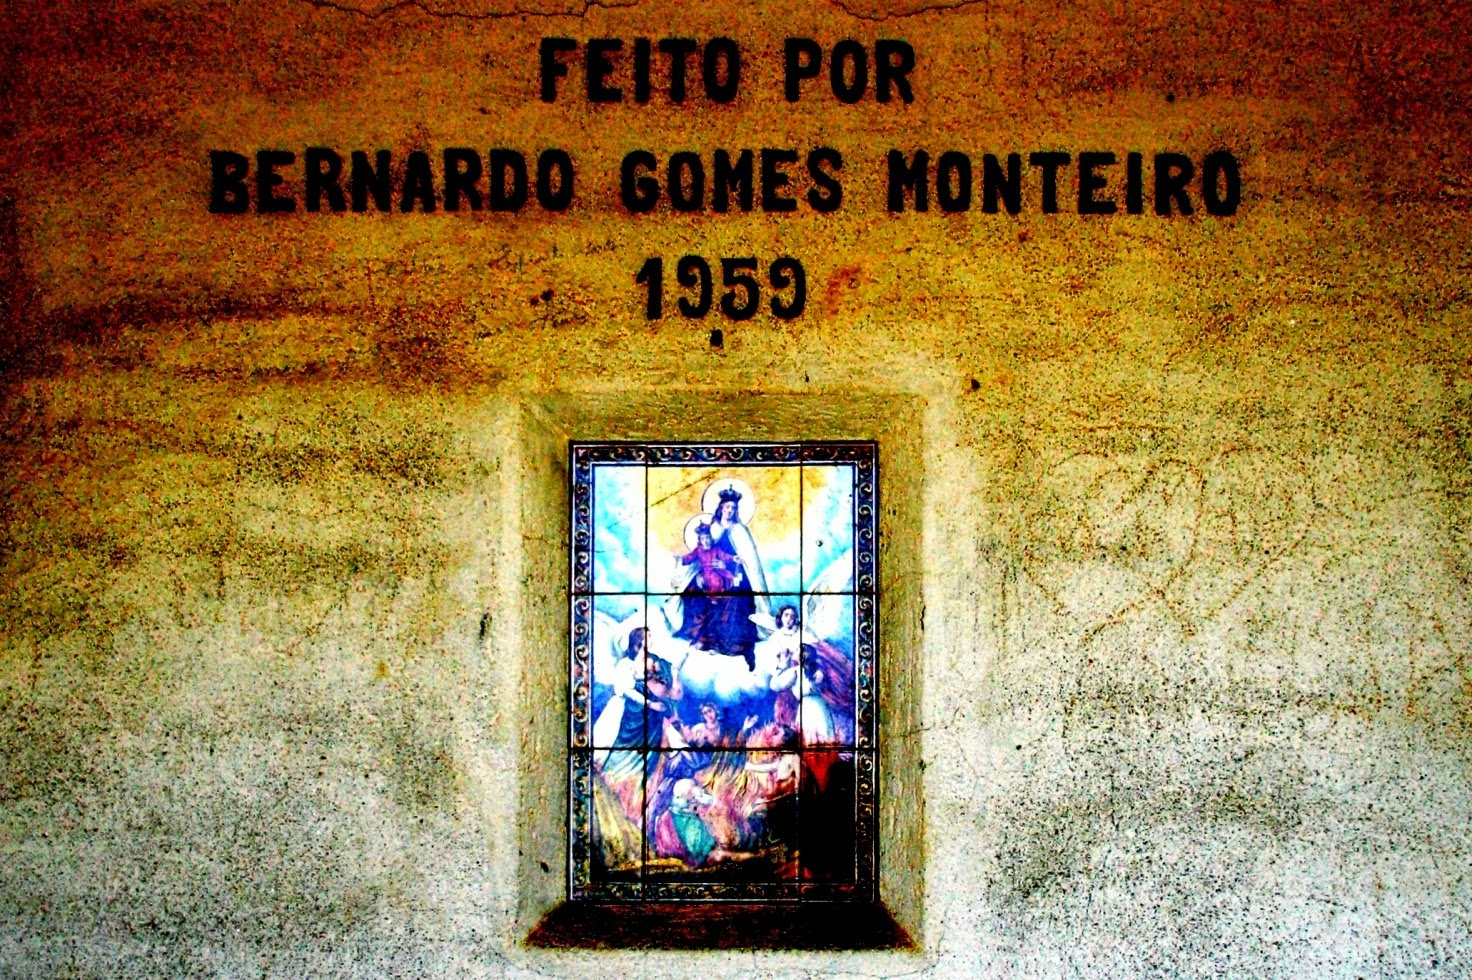 FEITO POR
BERNARDO GOMES MONTEIRO
1959